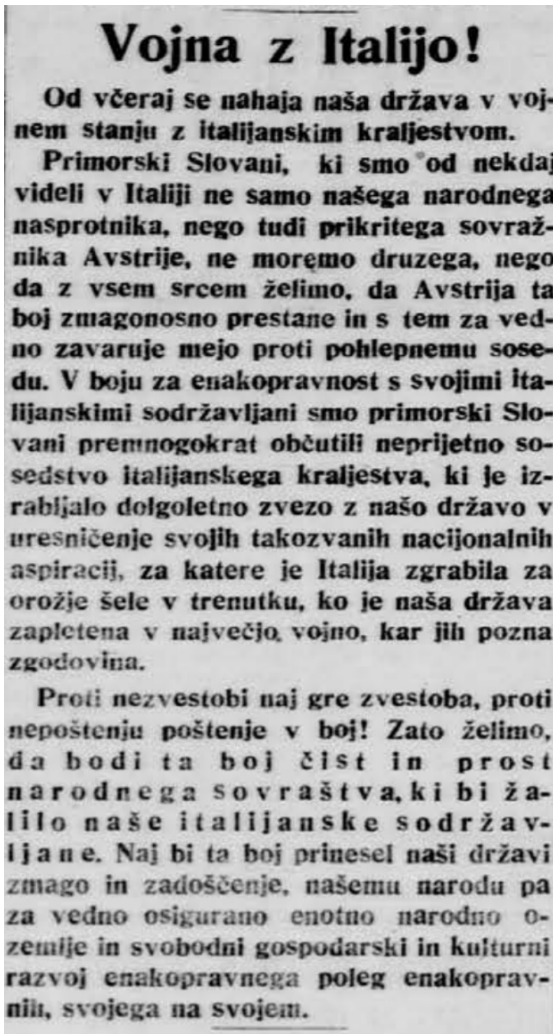 Vojna z Italijo!
Od včeraj se nahaja naša država v voj-
nem stanju z italijanskim kraljestvom.
Primorski Slovani, ki smo od nekdaj
videli v Italiji ne samo našega narodnega
nasprotnika, nego tudi prikritega sovraž-
nika Avstrije, ne moremo druzega, nego
da z vsem srcem želimo, da Avstrija ta
boj zmagonosno prestane in s tem za ved-
no zavaruje mejo proti pohlepnemu sose-
du. V boju za enakopravnost s svojimi ita-
lijanskimi sodržavljani smo primorski Slo-
vani premnogokrat občutili neprijetno so-
sedstvo italijanskega kraljestva, ki je iz-
rabljalo dolgoletno zvezo z našo državo v
uresničenje svojih takozvanih nacijonalnih
aspiracij, za katere je Italija zgrabila za
orožje šele v trenutku, ko je naša država
zapletena v največjo vojno, kar jih pozna
zgodovina.
Proti nezvestobi naj gre zvestoba, proti
nepoštenju poštenje v boj! Zato želimo,
da bodi ta boj čist in prost
narodnega sovraštva, ki bi ža-
lilo naše italijanske sodržav-
ljane. Naj bi ta boj prinesel naši državi
zmago in zadoščenje, našemu narodu pa
za vedno osigurano enotno narodno o-
zemlje in svobodni gospodarski in kulturni
razvoj enakopravnega poleg enakoprav-
nih, svojega na svojem.